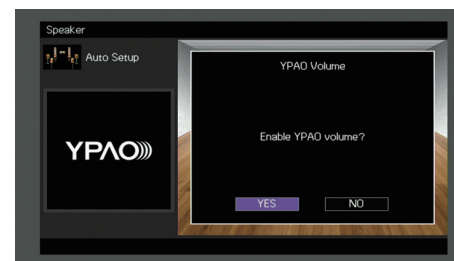 Speaker
Auto Setup
YPAO Volume
YPAO
Enable YPAO volume?
YES
NO